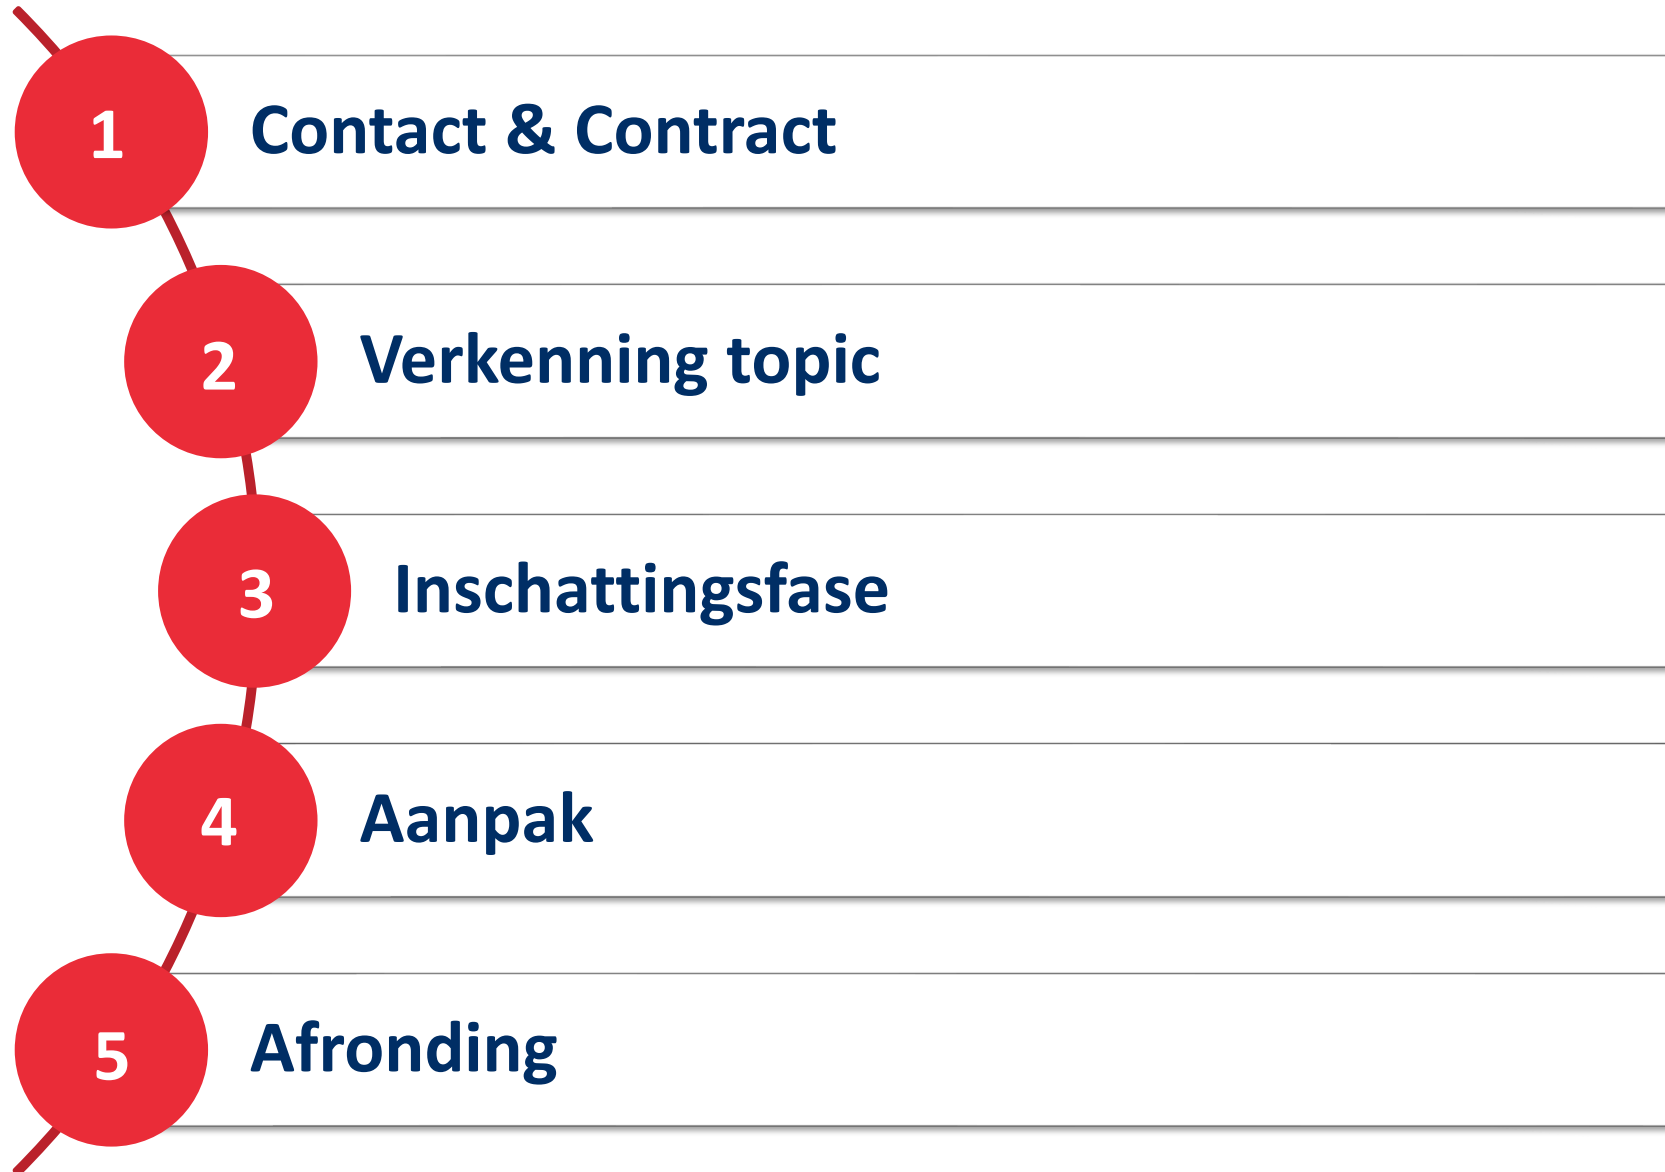 1 Contact & Contract
2 Verkenning topic
3 Inschattingsfase
4 Aanpak
5 Afronding